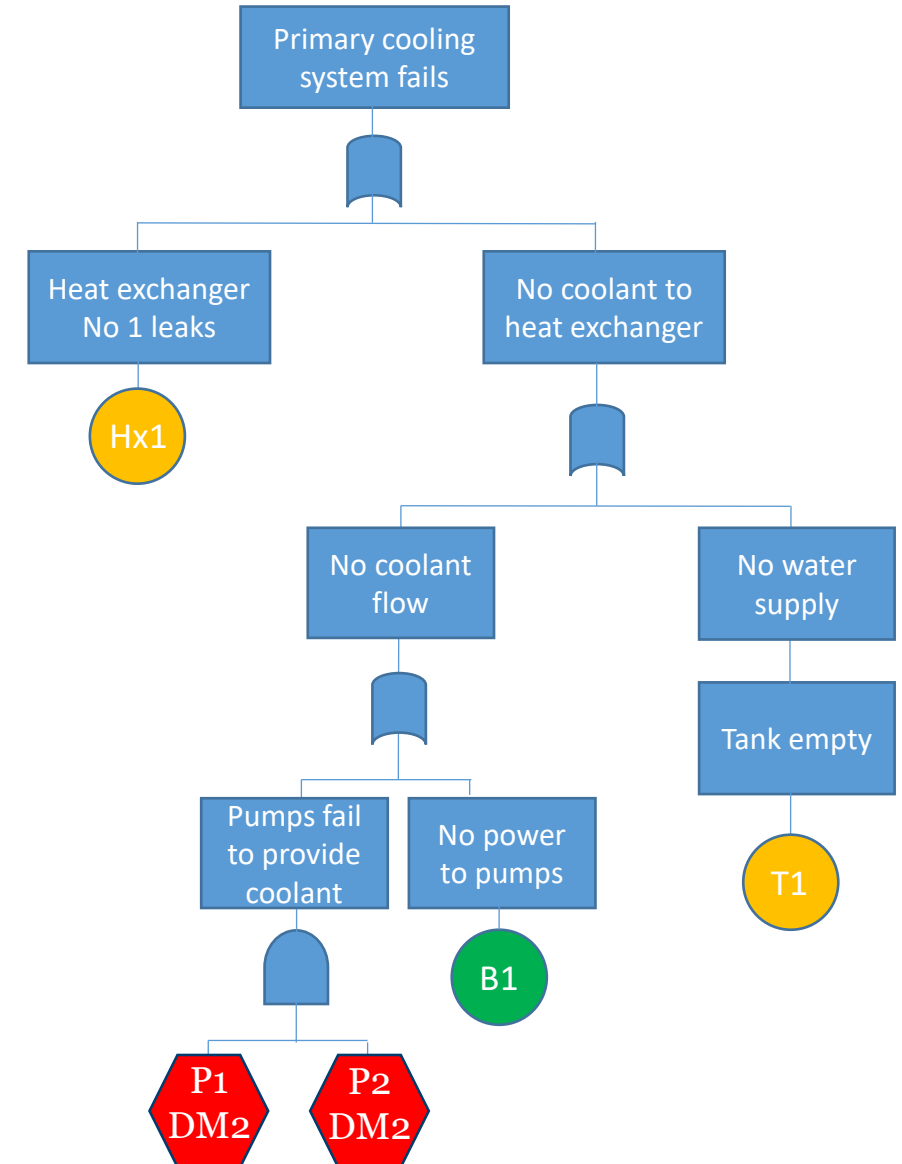 Primary cooling
system fails
Heat exchanger
No 1 leaks
No coolant to
heat exchanger
Hx1
No coolant
flow
No water
supply
Tank empty
Pumps fail
to provide
coolant
No power
to pumps
T1
B1
P1
DM2
P2
DM2